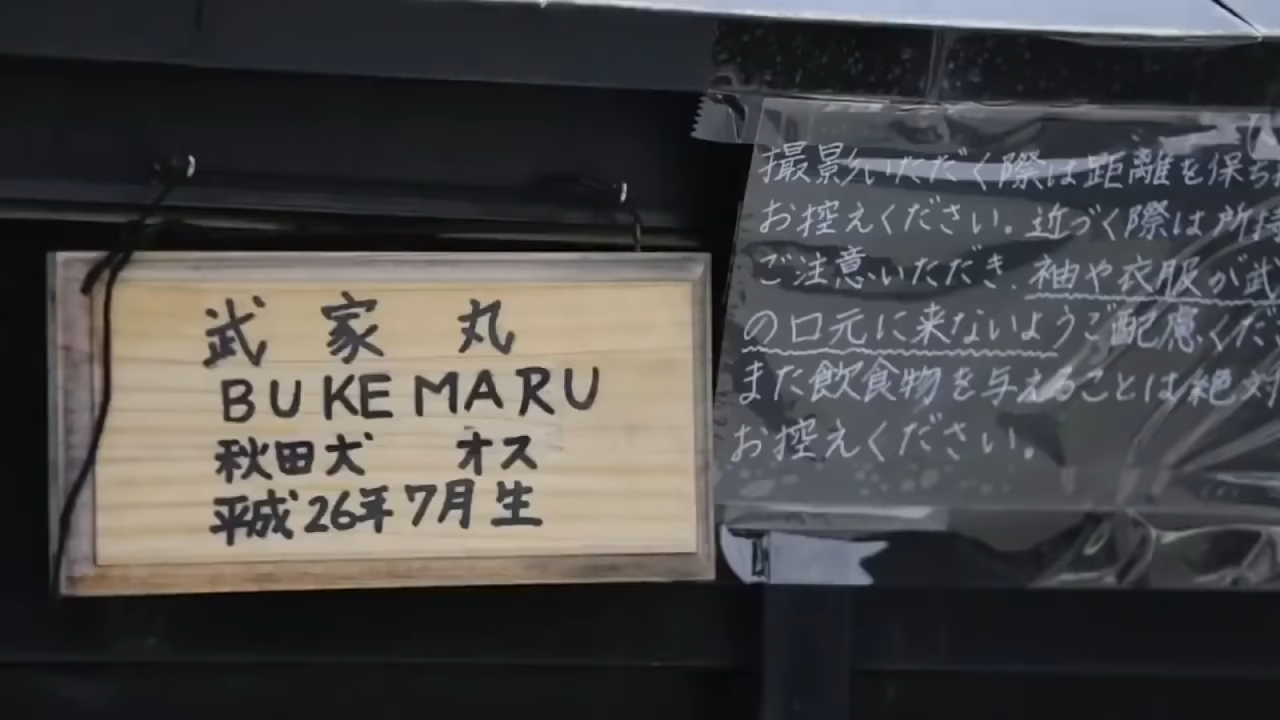 武家丸
BUKEMARU
秋田犬 オス
平成26年7月生
撮影いただく際は距離を保ち
お控えください。近づく際は所持
ご注意いただき、袖や衣服が武
の口元に来ないようご配慮くださ
また飲食物を与えることは絶対
お控えください。